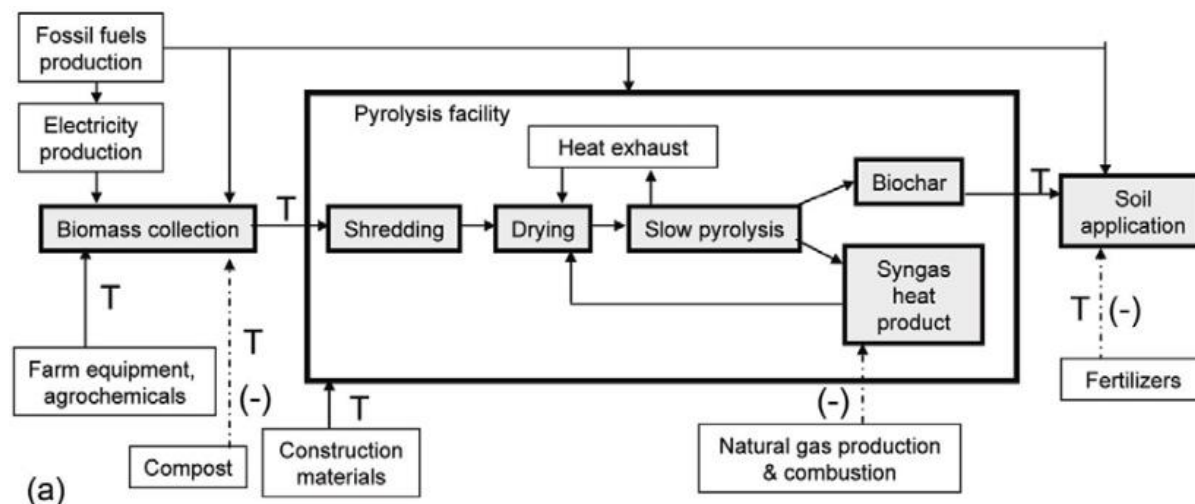 Fossil fuels
production
Electricity
production
Pyrolysis facility
Heat exhaust
Biochar
T
Soil
application
T
Biomass collection
Shredding
Drying
Slow pyrolysis
Syngas
heat
product
T
T
(-)
T
(-)
Farm equipment,
agrochemicals
T
Fertilizers
(-)
Compost
Construction
materials
Natural gas production
& combustion
(a)